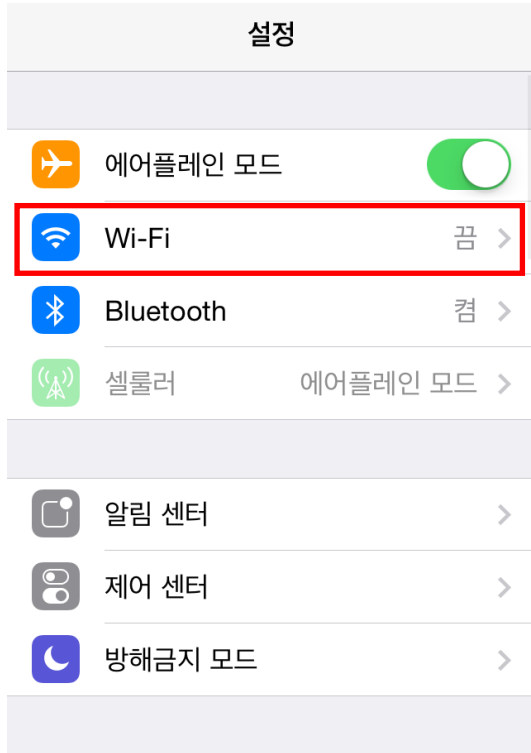 설정
에어플레인 모드
Wi-Fi 끔
Bluetooth 켬
셀룰러 에어플레인 모드
알림 센터
제어 센터
방해금지 모드